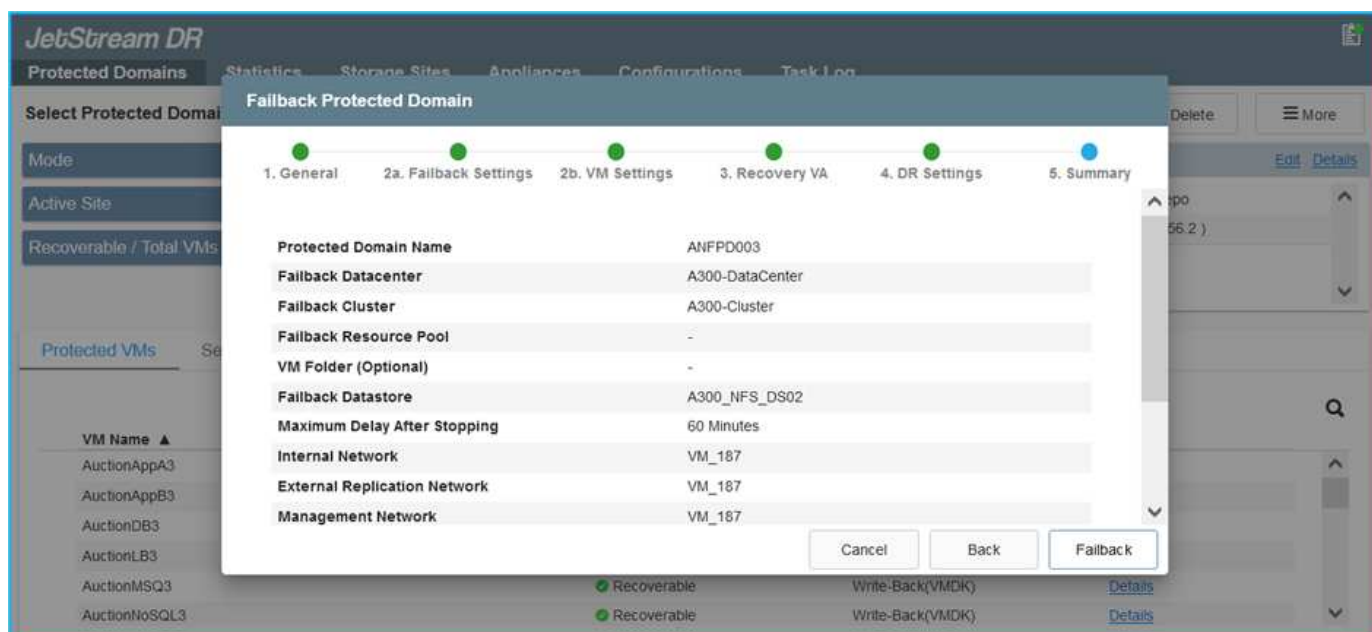 JetStream DR
Protected Domains Statistics Storage Sites Appliances Configurations Task Log
Select Protected Domai
Delete
More
Failback Protected Domain
Mode
Edit Details
1. General 2a. Failback Settings 2b. VM Settings 3. Recovery VA 4. DR Settings 5. Summary
Active Site
Recoverable / Total VMs
56.2 )
Protected Domain Name ANFPD003
Failback Datacenter A300-DataCenter
Failback Cluster A300-Cluster
Failback Resource Pool -
VM Folder (Optional) -
Failback Datastore A300_NFS_DS02
Maximum Delay After Stopping 60 Minutes
Internal Network VM_187
External Replication Network VM_187
Management Network VM_187
Cancel Back Failback
Protected VMs Se
VM Name ▲
AuctionAppA3
AuctionAppB3
AuctionDB3
AuctionLB3
AuctionMSQ3 Recoverable Write-Back(VMDK) Details
AuctionNoSQL3 Recoverable Write-Back(VMDK) Details